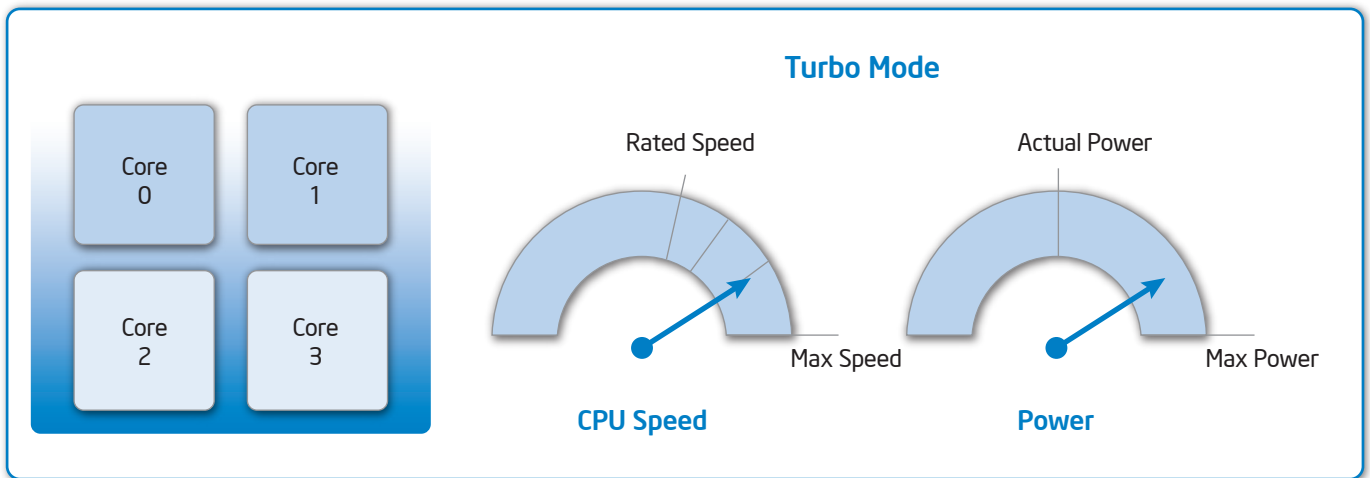 Turbo Mode
Core
0
Core
1
Core
2
Core
3
Rated Speed
Max Speed
CPU Speed
Actual Power
Max Power
Power